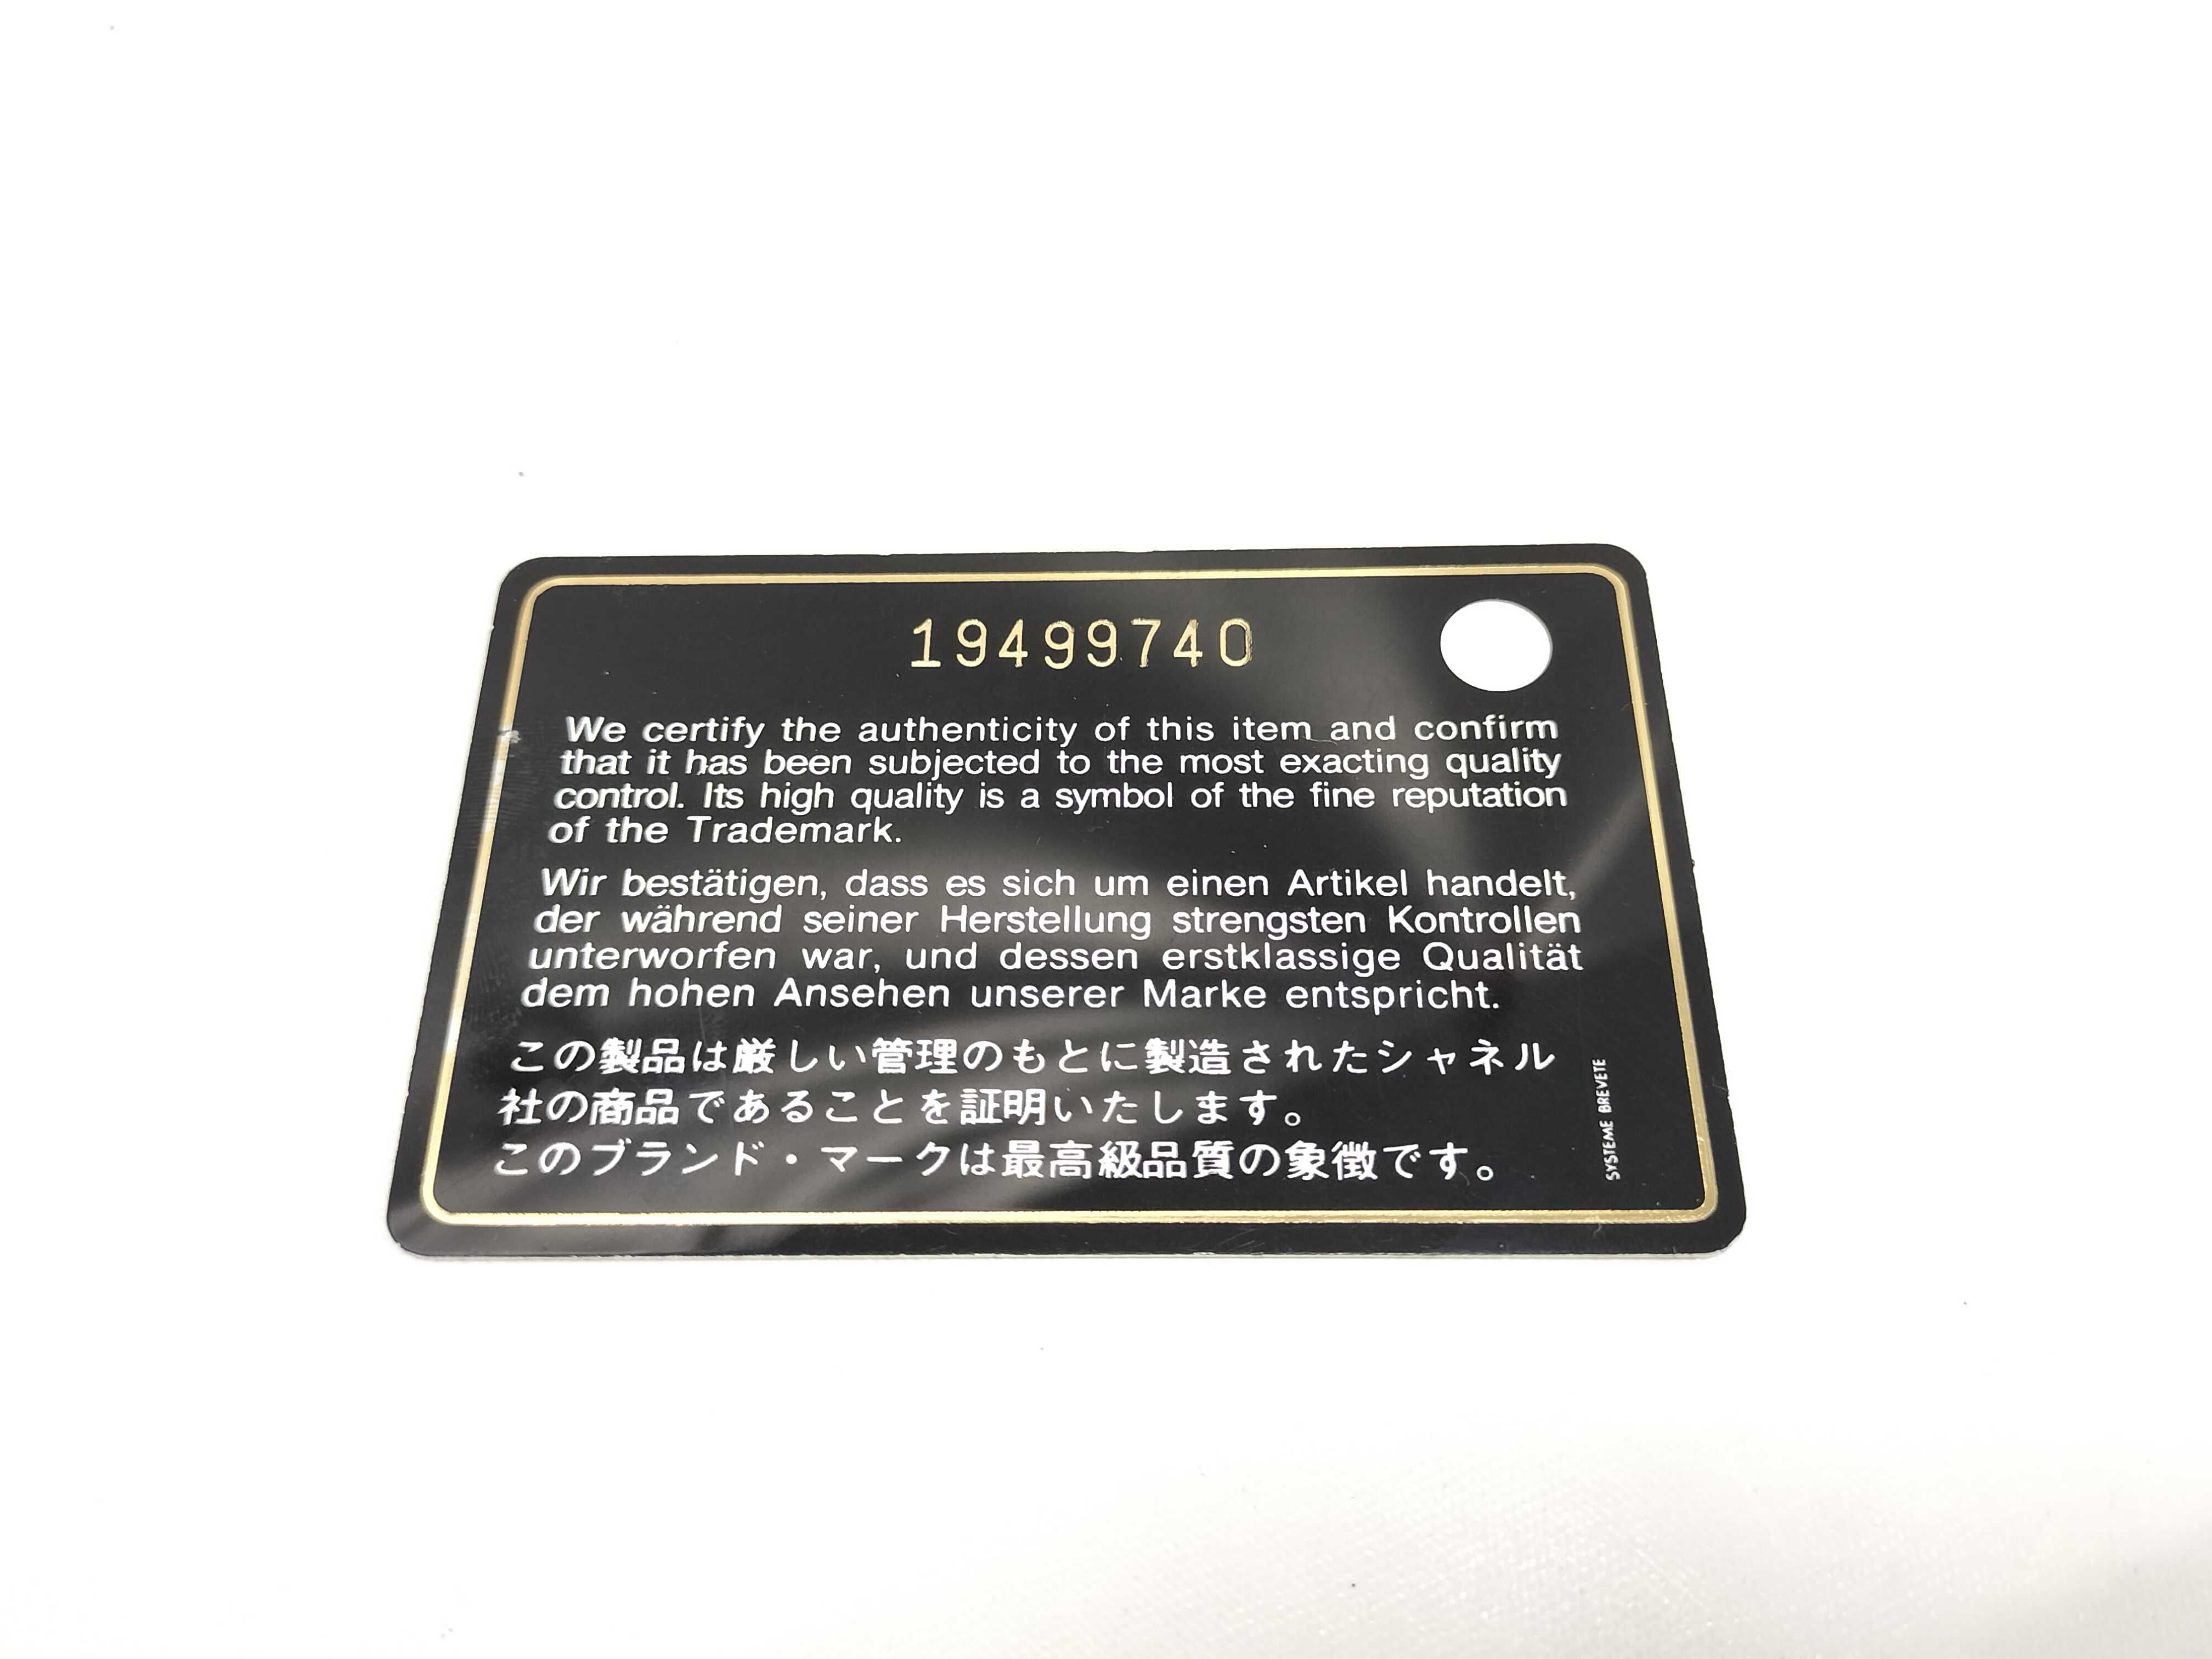 19499740
We certify the authenticity of this item and confirm
that it has been subjected to the most exacting quality
control. Its high quality is a symbol of the fine reputation
of the Trademark.
Wir bestätigen, dass es sich um einen Artikel handelt,
der während seiner Herstellung strengsten Kontrollen
unterworfen war, und dessen erstklassige Qualität
dem hohen Ansehen unserer Marke entspricht.
この製品は厳しい管理のもとに製造されたシャネル
社の商品であることを証明いたします。
このブランド・マークは最高級品質の象徴です。
SYSTEME BREVETE